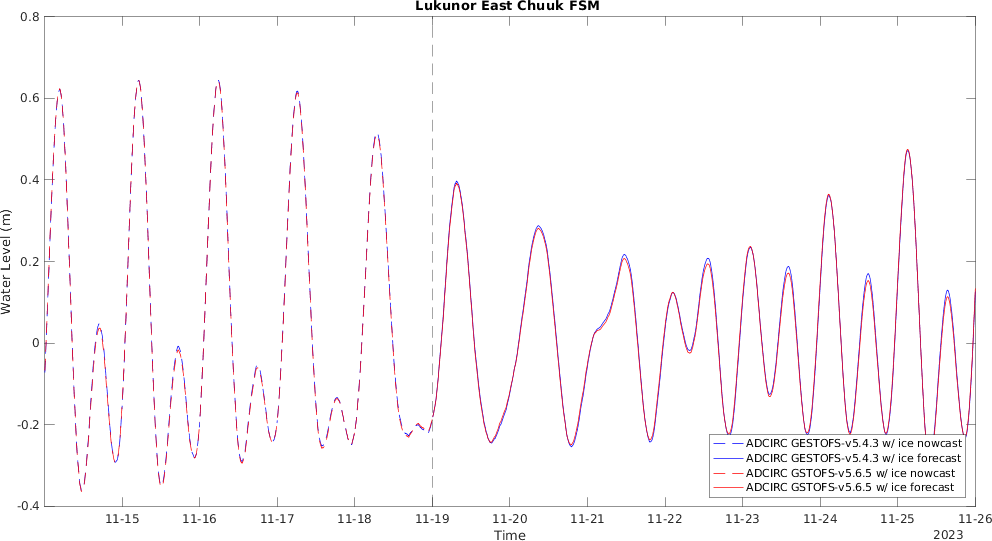 Lukunor East Chuuk FSM
0.8
0.6
0.4
0.2
0
-0.2
-0.4
Water Level (m)
ADCIRC GESTOFS-v5.4.3 w/ ice nowcast
ADCIRC GESTOFS-v5.4.3 w/ ice forecast
ADCIRC GSTOFS-v5.6.5 w/ ice nowcast
ADCIRC GSTOFS-v5.6.5 w/ ice forecast
11-15 11-16 11-17 11-18 11-19 11-20 11-21 11-22 11-23 11-24 11-25 11-26
Time
2023